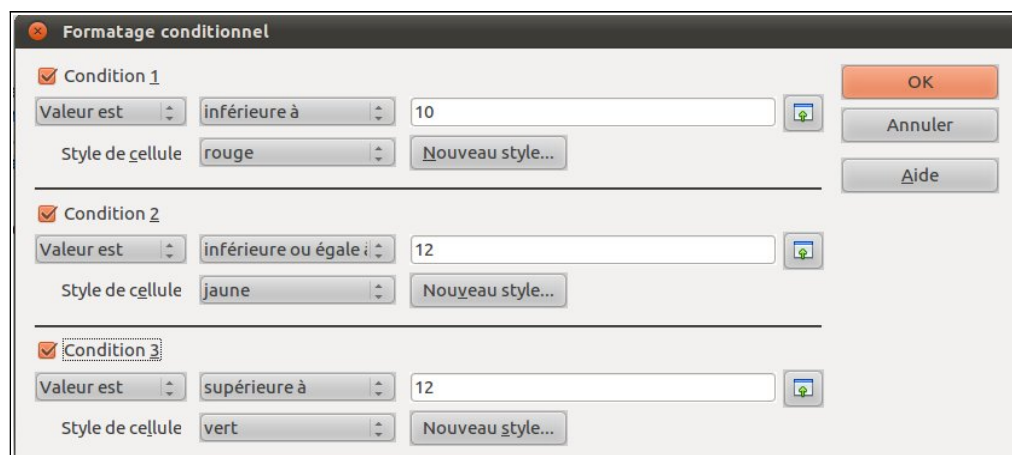 Formatage conditionnel
Condition 1
OK
Valeur est inférieure à 10
Annuler
Style de cellule rouge Nouveau style...
Aide
Condition 2
Valeur est inférieure ou égale à 12
Style de cellule jaune Nouveau style...
Condition 3
Valeur est supérieure à 12
Style de cellule vert Nouveau style...